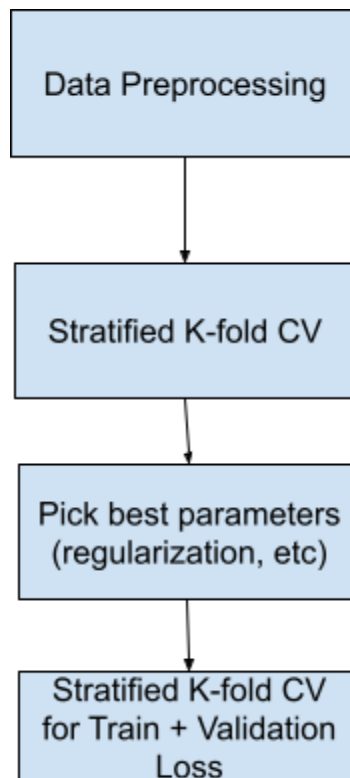 Data Preprocessing
Stratified K-fold CV
Pick best parameters
(regularization, etc)
Stratified K-fold CV
for Train + Validation
Loss